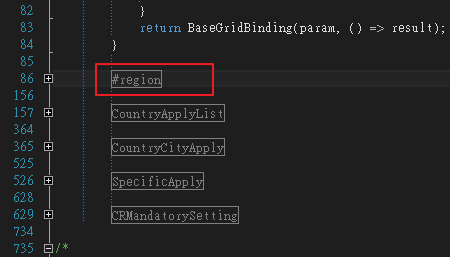 82 }
83 return BaseGridBinding(param, () => result);
84 }
85
86 #region
156
157 CountryApplyList
364
365 CountryCityApply
525
526 SpecificApply
628
629 CRMandatorySetting
734
735 /*